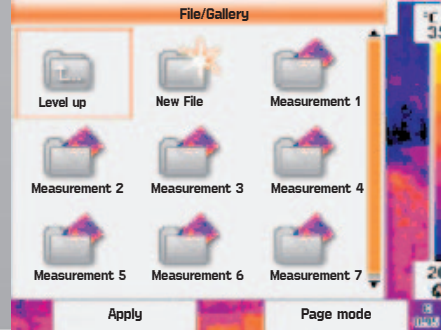 File/Gallery
°C
Level up
New File
Measurement 1
Measurement 2
Measurement 3
Measurement 4
Measurement 5
Measurement 6
Measurement 7
Apply
Page mode